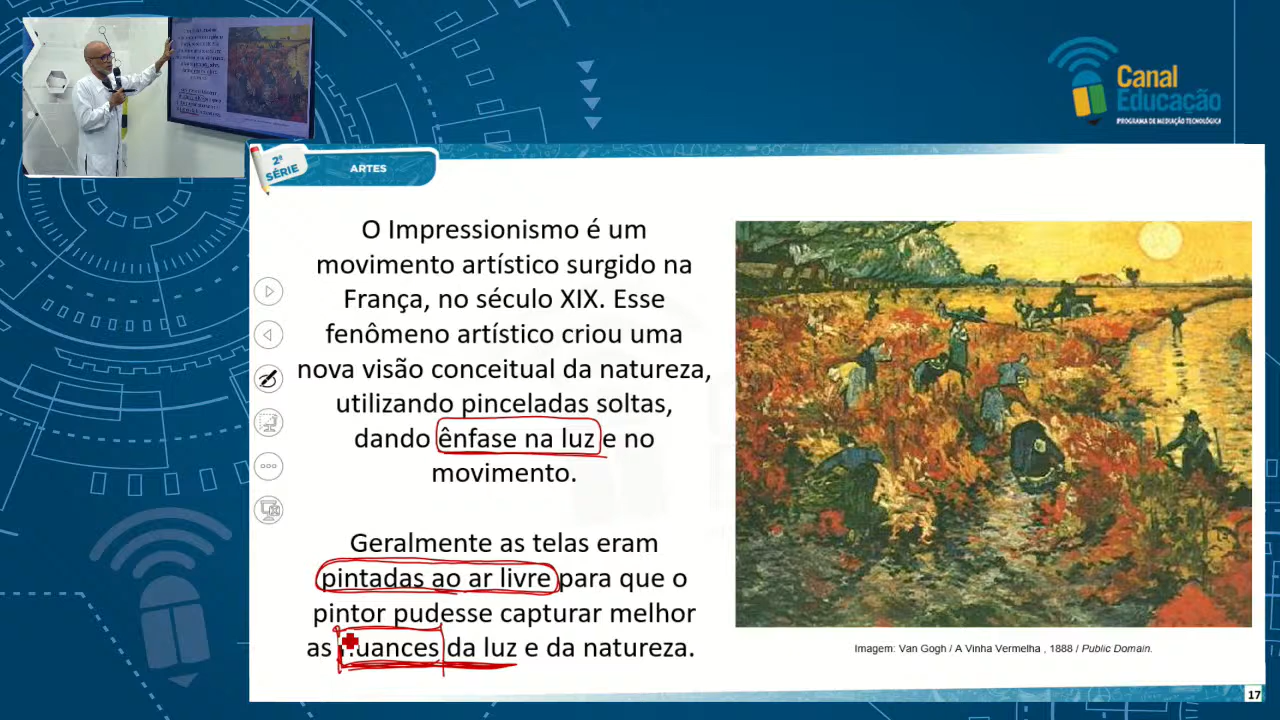 Canal
Educação
PROGRAMA DE MEDIAÇÃO TECNOLÓGICA
2ª
SÉRIE
ARTES
O Impressionismo é um
movimento artístico surgido na
França, no século XIX. Esse
fenômeno artístico criou uma
nova visão conceitual da natureza,
utilizando pinceladas soltas,
dando ênfase na luz e no
movimento.
Geralmente as telas eram
pintadas ao ar livre para que o
pintor pudesse capturar melhor
as nuances da luz e da natureza.
Imagem: Van Gogh / A Vinha Vermelha , 1888 / Public Domain.
17